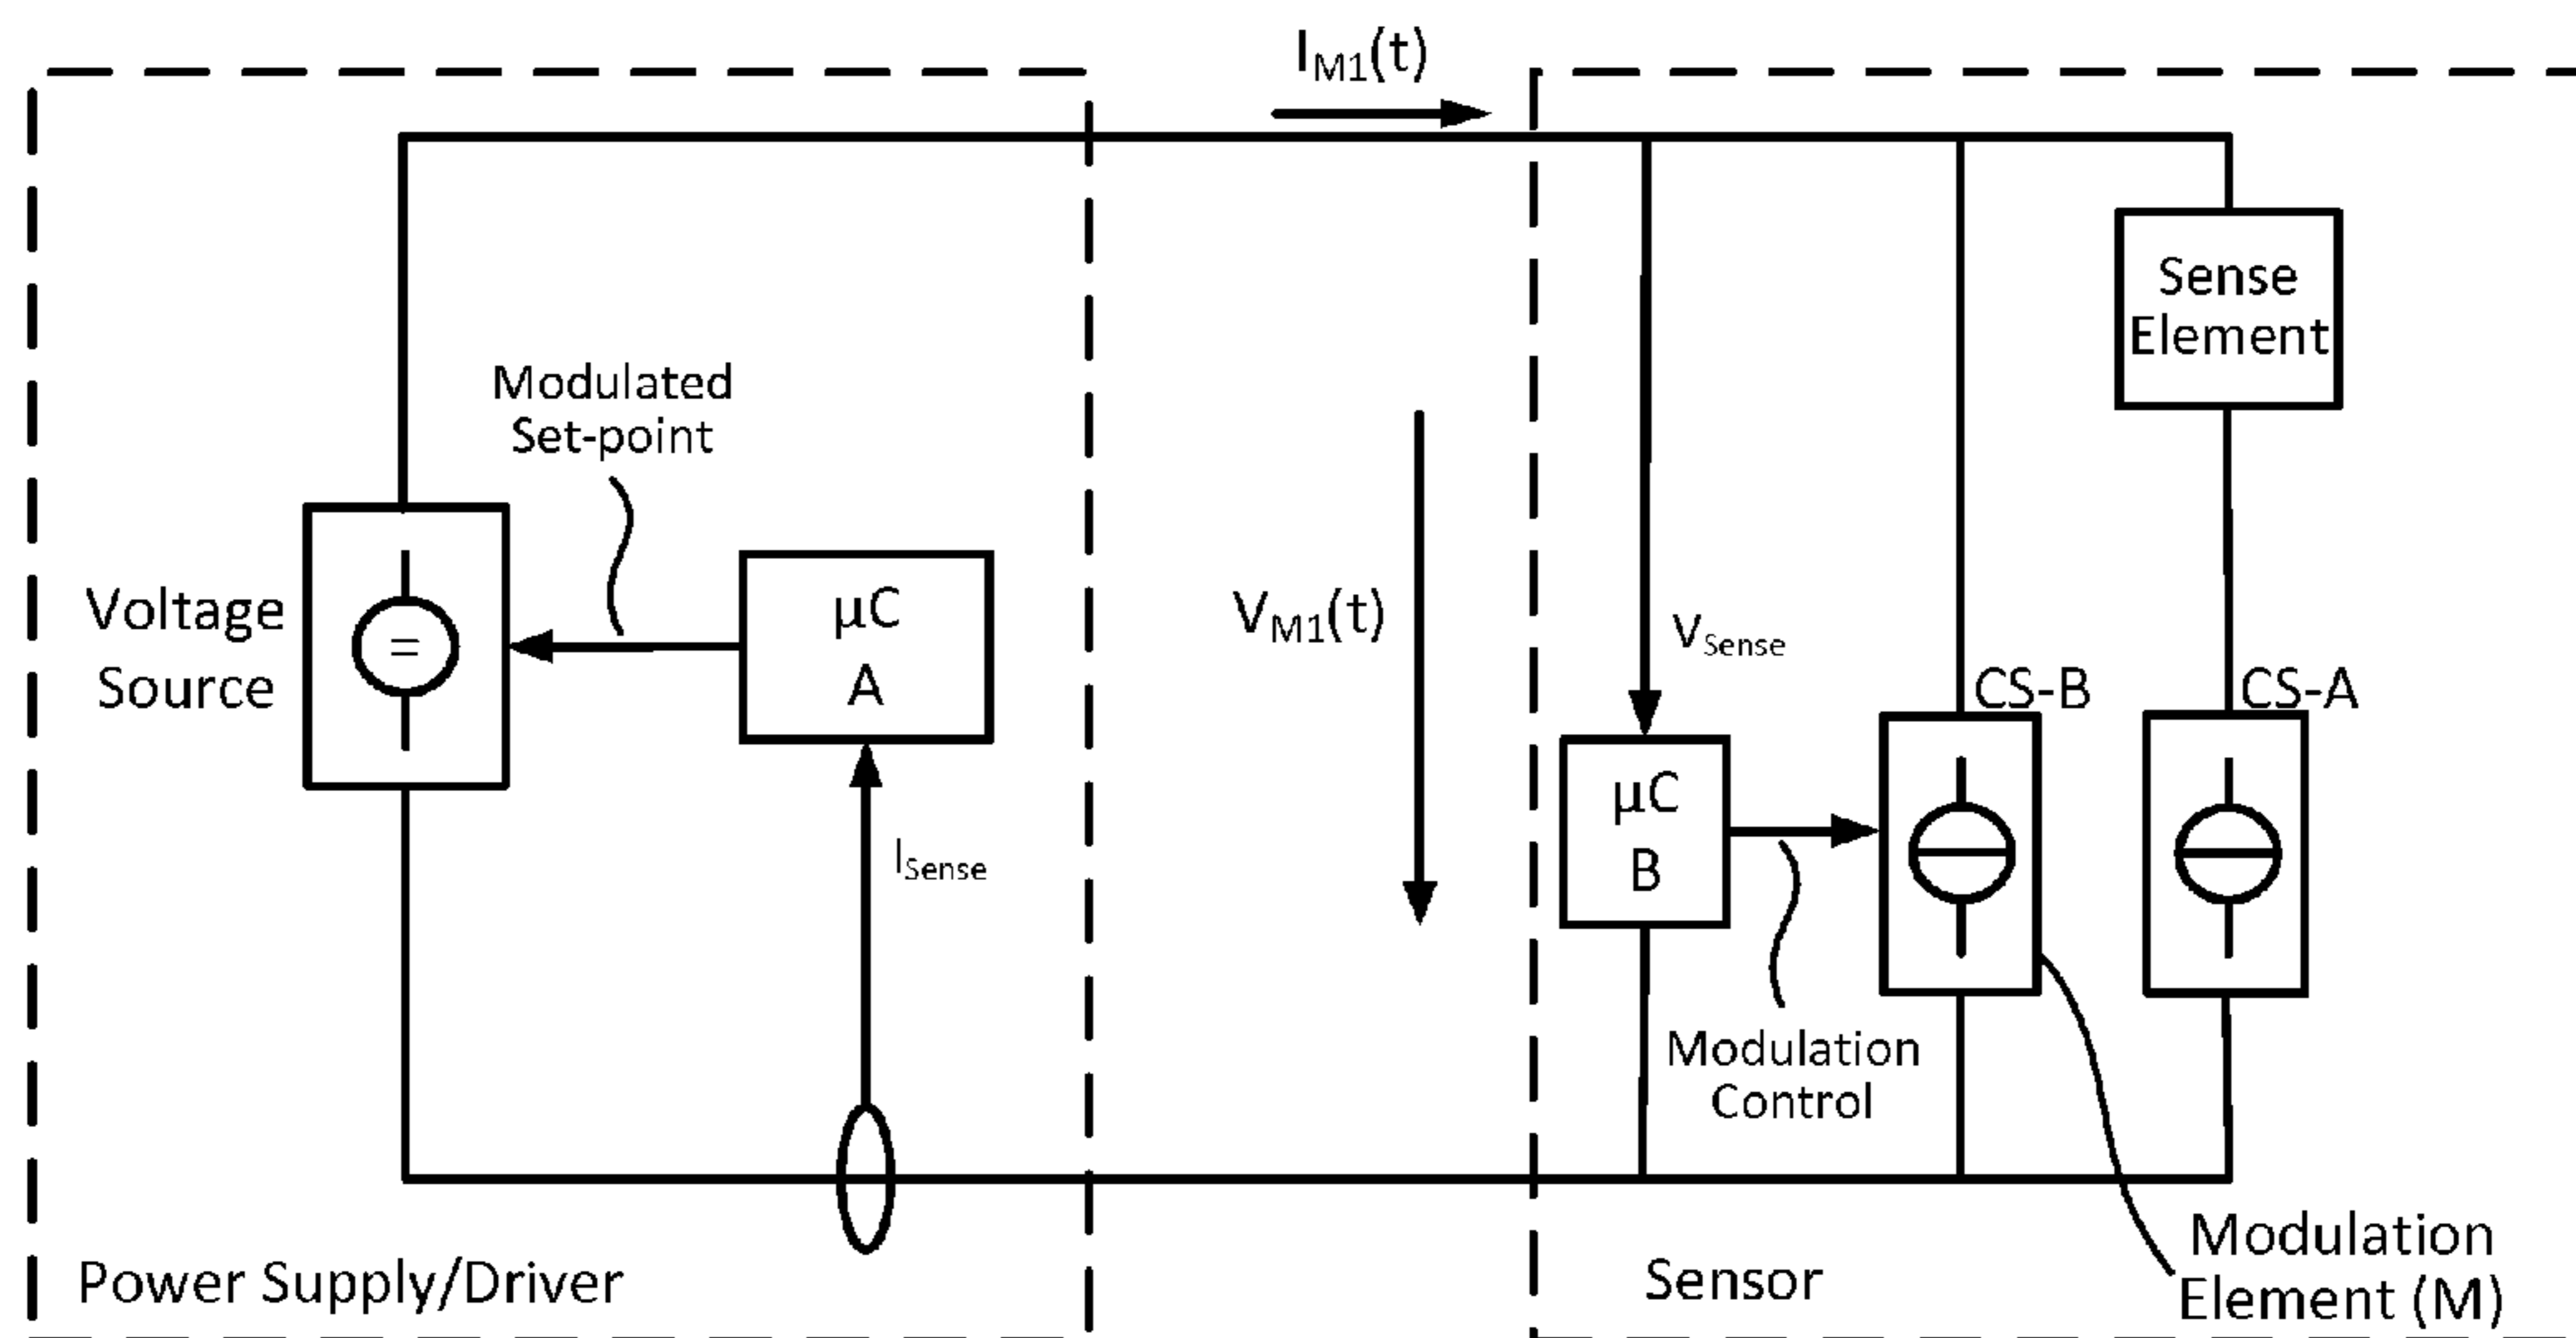 I_M1(t)
Modulated
Set-point
Voltage
Source
=
μC
A
I_Sense
V_M1(t)
V_Sense
Sense
Element
CS-B
CS-A
μC
B
Modulation
Control
Power Supply/Driver
Sensor
Modulation
Element (M)